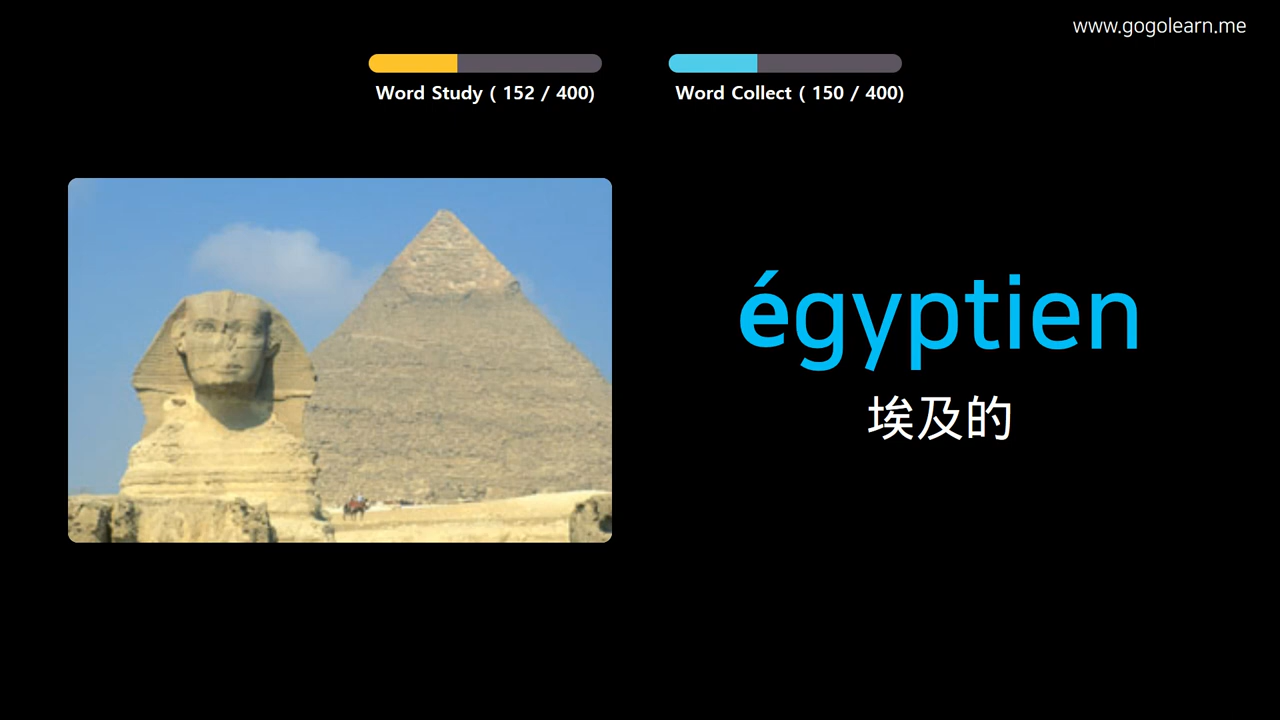 www.gogolearn.me
Word Study ( 152 / 400)
Word Collect ( 150 / 400)
égyptien
埃及的